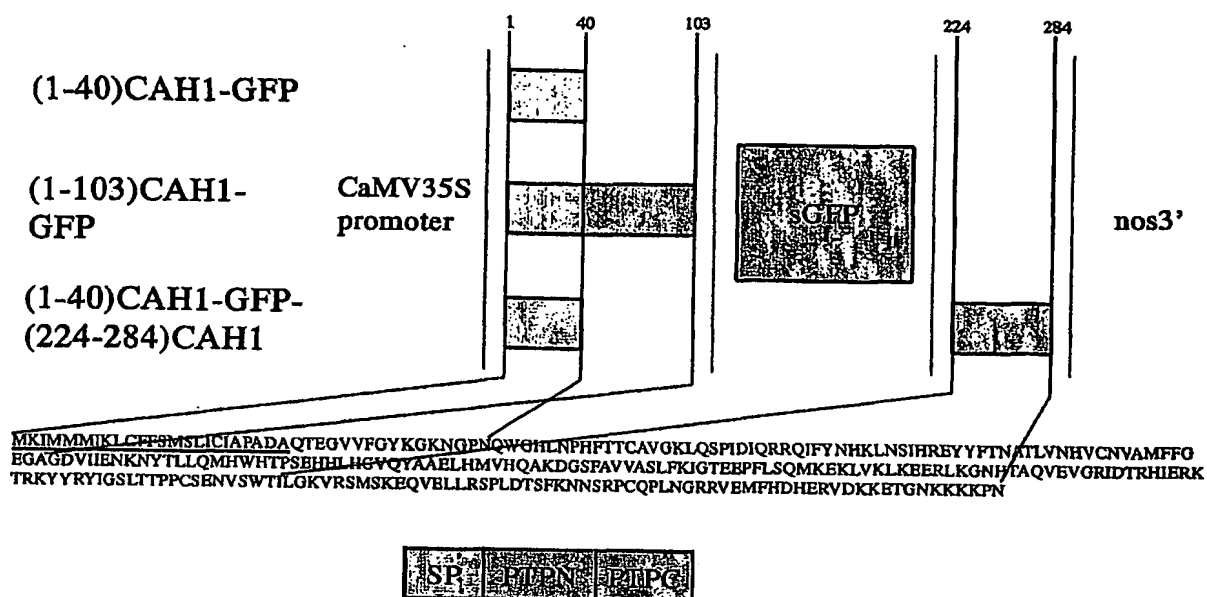 1 40 103 224 284
(1-40)CAH1-GFP
(1-103)CAH1-
GFP
CaMV35S
promoter
sGFP
nos3'
(1-40)CAH1-GFP-
(224-284)CAH1
MKIMMMIKLCFFSMSLICIAPADAQTEGVVFGYKGKNGPNQWGHLNPHFTTCAVGKLQSPIDIQRRQIFYNHKLNSIHREYYFTNATLVNHVCNVAMFFG
EGAGDVIIENKNYTLLQMHWHTPSEHHLHGVQYAAELHMVHQAKDGSFAVVASLFKIGTEEPFLSQMKEKLVKLKEERLKGNHTAQVEVGRIDTRHIERK
TRKYYRYIGSLTTPPCSENVSWTILGKVRSMSKEQVELLRSPLDTSFKNNSRPCQPLNGRRVEMFHDHERVDKKETGNKKKKPN
SP PTPN PTPC